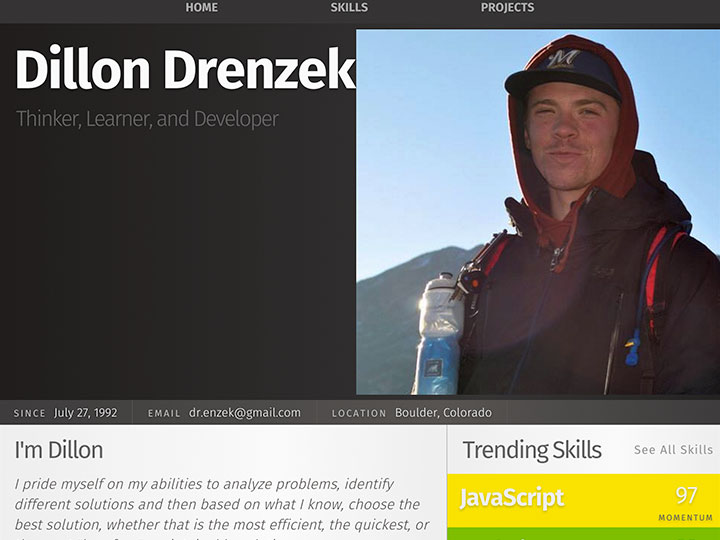 HOME SKILLS PROJECTS
Dillon Drenzek
Thinker, Learner, and Developer
M
SINCE July 27, 1992 EMAIL dr.enzek@gmail.com LOCATION Boulder, Colorado
I'm Dillon
Trending Skills See All Skills
I pride myself on my abilities to analyze problems, identify
different solutions and then based on what I know, choose the
best solution, whether that is the most efficient, the quickest, or
JavaScript 97
MOMENTUM